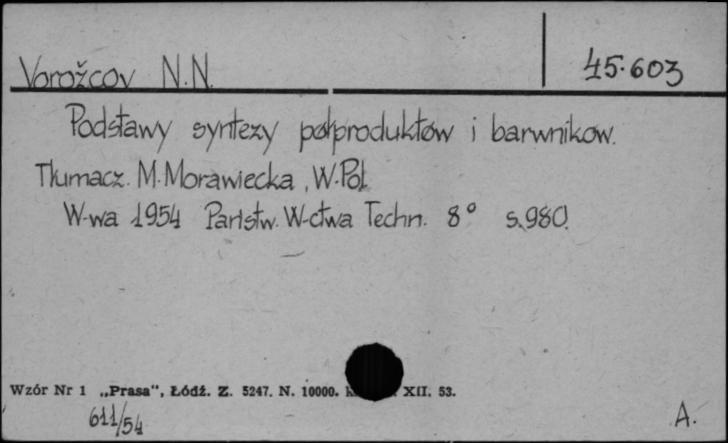 Vorožcov N.N.
45.603
Podstawy syntezy półproduktów i barwników.
Tłumacz. M. Morawiecka, W. Pol
W-wa 1954 Państw. W-ctwa Techn. 8° s.980.
Wzór Nr 1 „Prasa“, Łódź. Z. 5247. N. 10000. XII. 53.
611/54
A.